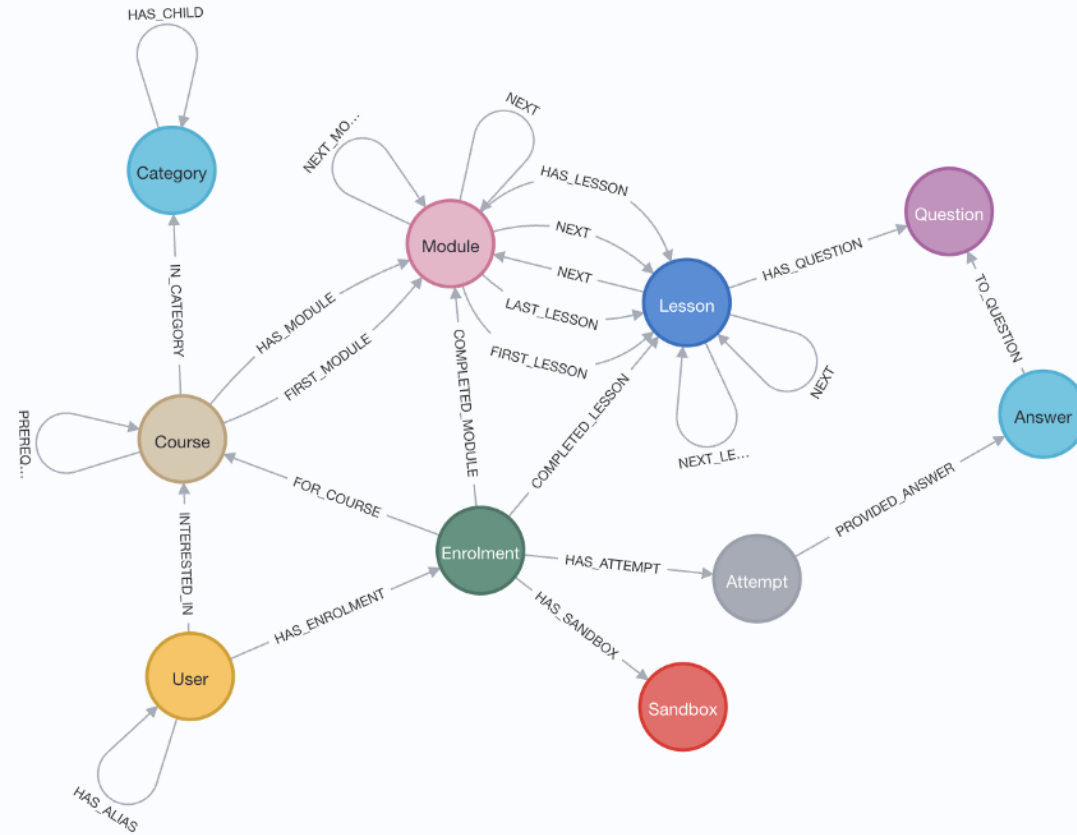 HAS_CHILD
Category
NEXT_MO...
NEXT
HAS_LESSON
Module
NEXT
NEXT
LAST_LESSON
FIRST_LESSON
Lesson
HAS_QUESTION
Question
TO_QUESTION
Answer
IN_CATEGORY
HAS_MODULE
FIRST_MODULE
COMPLETED_MODULE
COMPLETED_LESSON
NEXT_LE...
NEXT
PREREQ...
Course
FOR_COURSE
INTERESTED_IN
HAS_ENROLMENT
Enrolment
HAS_ATTEMPT
Attempt
PROVIDED_ANSWER
HAS_SANDBOX
Sandbox
User
HAS_ALIAS